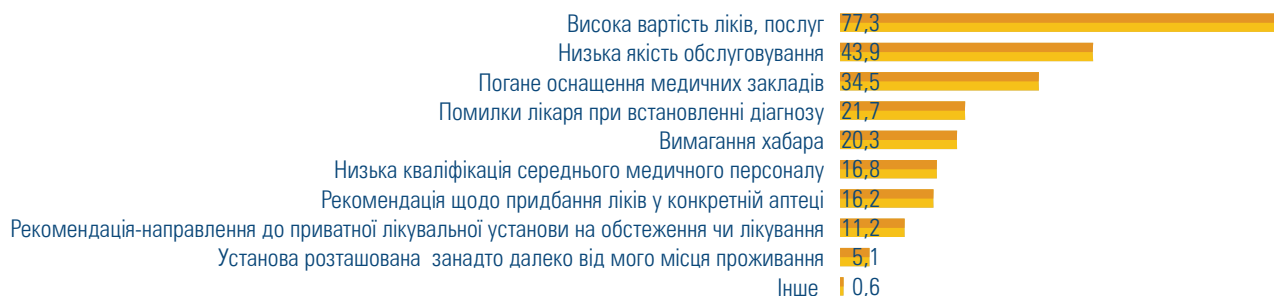 Висока вартість ліків, послуг 77,3
Низька якість обслуговування 43,9
Погане оснащення медичних закладів 34,5
Помилки лікаря при встановленні діагнозу 21,7
Вимагання хабара 20,3
Низька кваліфікація середнього медичного персоналу 16,8
Рекомендація щодо придбання ліків у конкретній аптеці 16,2
Рекомендація-направлення до приватної лікувальної установи на обстеження чи лікування 11,2
Установа розташована занадто далеко від мого місця проживання 5,1
Інше 0,6